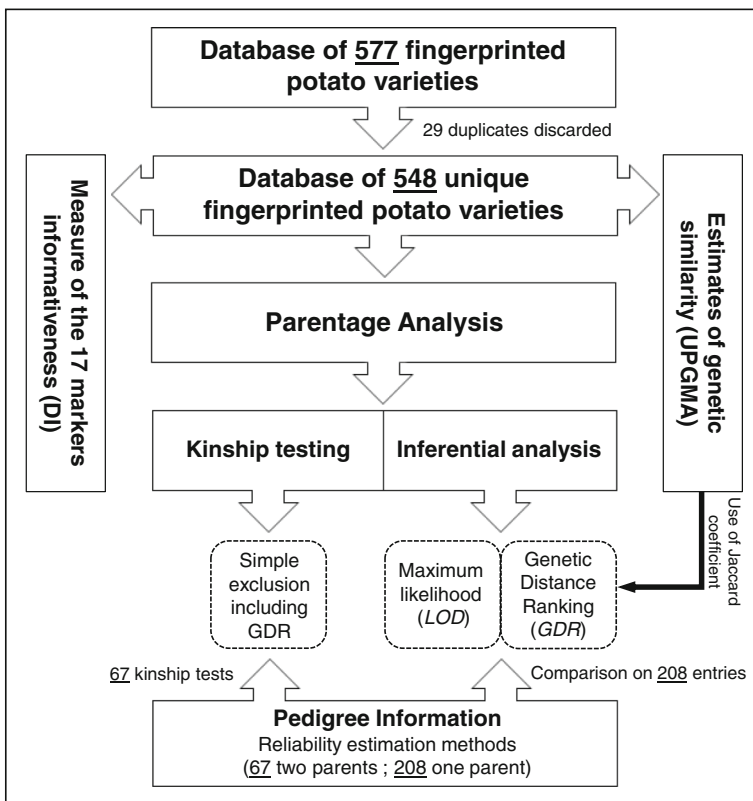 Database of 577 fingerprinted
potato varieties
29 duplicates discarded
Measure of the 17 markers
informativeness (DI)
Database of 548 unique
fingerprinted potato varieties
Estimates of genetic
similarity (UPGMA)
Parentage Analysis
Kinship testing
Inferential analysis
Use of Jaccard
coefficient
Simple
exclusion
including
GDR
Maximum
likelihood
(LOD)
Genetic
Distance
Ranking
(GDR)
67 kinship tests
Comparison on 208 entries
Pedigree Information
Reliability estimation methods
(67 two parents ; 208 one parent)